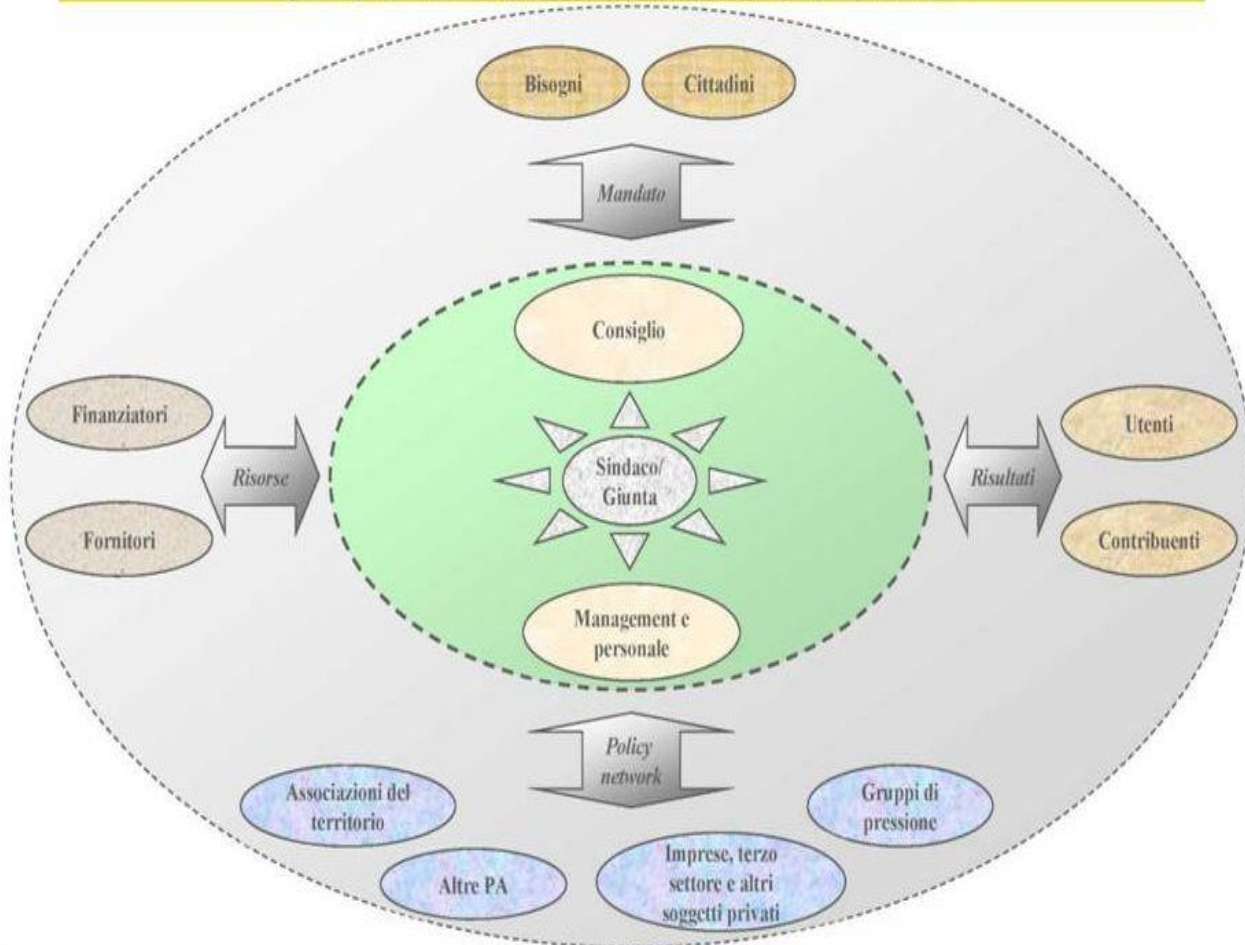 Bisogni
Cittadini
Mandato
Consiglio
Finanziatori
Risorse
Fornitori
Sindaco/
Giunta
Utenti
Risultati
Contribuenti
Management e
personale
Policy
network
Associazioni del
territorio
Altre PA
Imprese, terzo
settore e altri
soggetti privati
Gruppi di
pressione